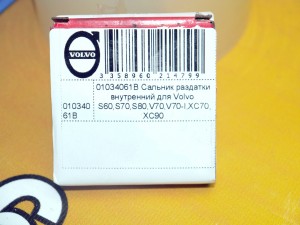 VOLVO
3 358960 214799
01034061B Сальник раздатки
внутренний для Volvo
S60,S70,S80,V70,V70-I,XC70,
XC90
010340
61B
R